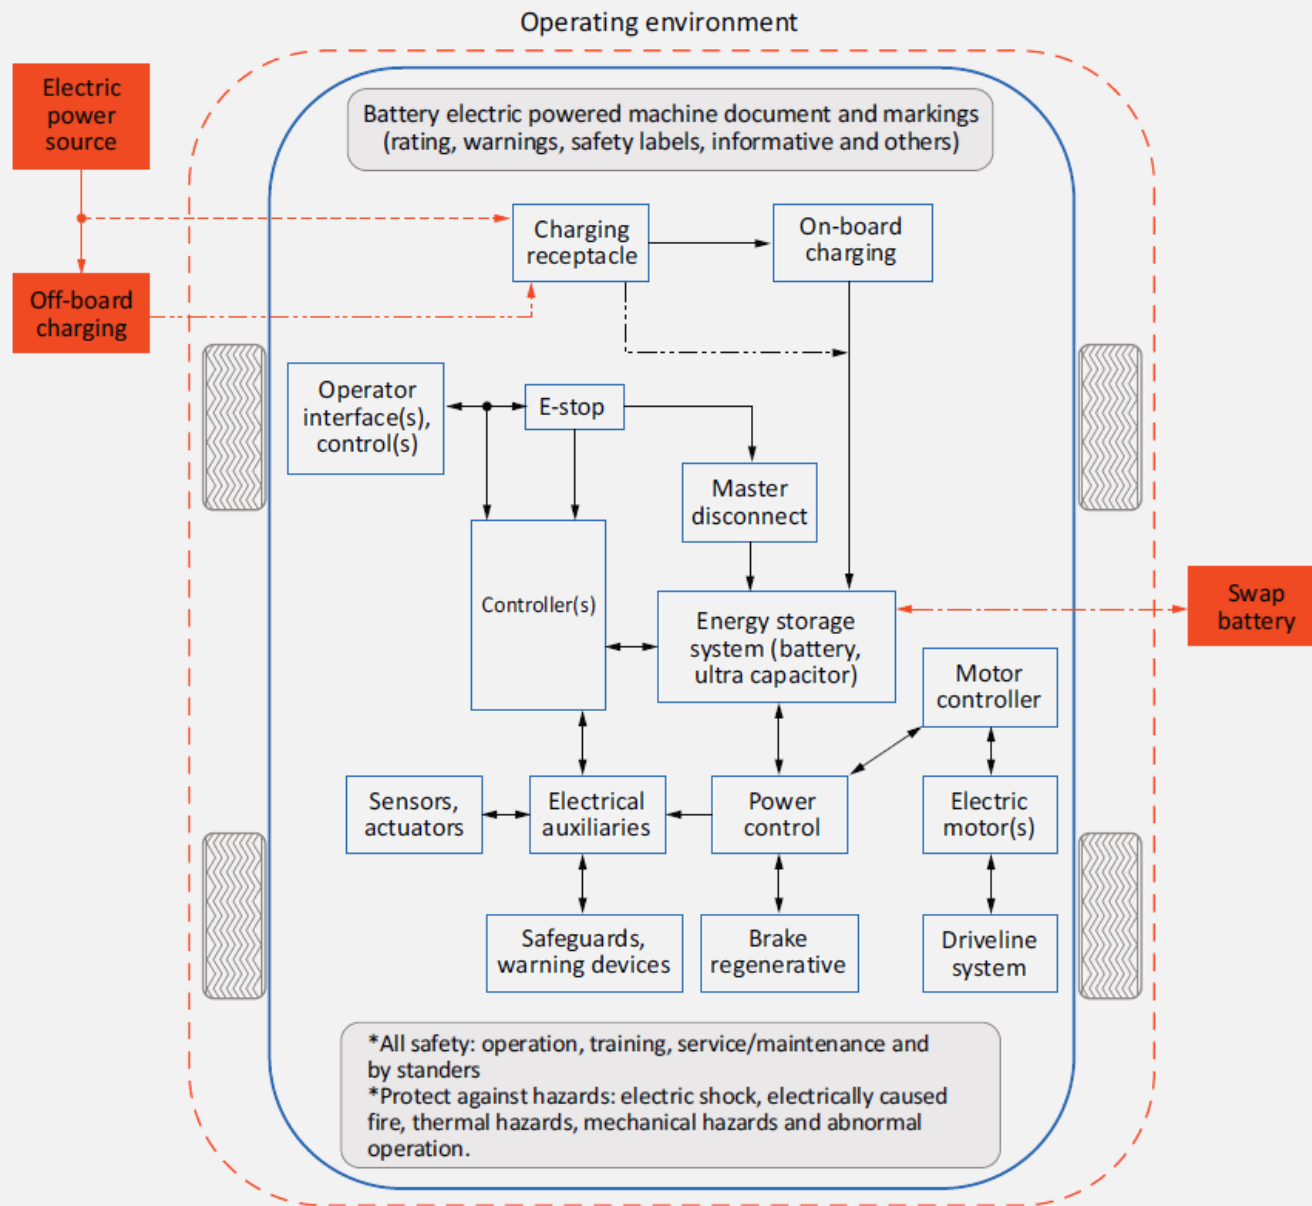 Operating environment
Electric
power
source
Battery electric powered machine document and markings
(rating, warnings, safety labels, informative and others)
Charging
receptacle
On-board
charging
Off-board
charging
Operator
interface(s),
control(s)
E-stop
Master
disconnect
Controller(s)
Energy storage
system (battery,
ultra capacitor)
Swap
battery
Motor
controller
Sensors,
actuators
Electrical
auxiliaries
Power
control
Electric
motor(s)
Safeguards,
warning devices
Brake
regenerative
Driveline
system
*All safety: operation, training, service/maintenance and
by standers
*Protect against hazards: electric shock, electrically caused
fire, thermal hazards, mechanical hazards and abnormal
operation.